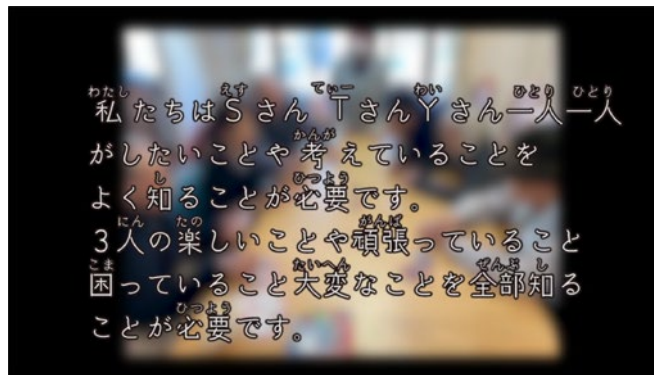 私たちはSさん TさんYさん一人一人
がしたいことや考えていることを
よく知ることが必要です。
3人の楽しいことや頑張っていること
困っていること大変なことを全部知る
ことが必要です。